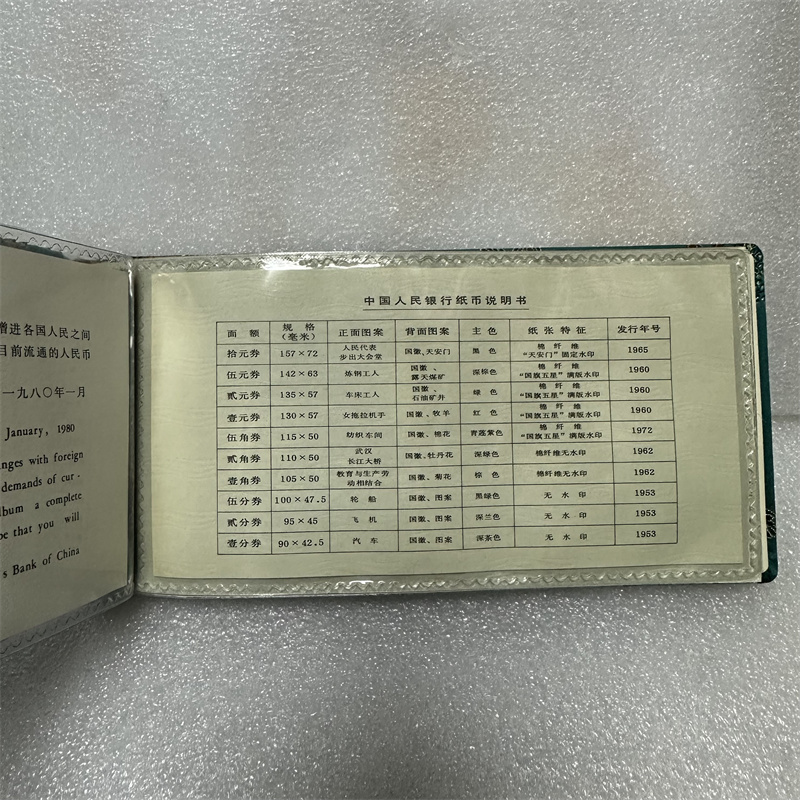 增进各国人民之间
目前流通的人民币
一九八〇年一月
January, 1980
nges with foreign
demands of cur-
lbum a complete
pe that you will
s Bank of China
中国人民银行纸币说明书
面额 规格(毫米) 正面图案 背面图案 主色 纸张特征 发行年号
拾元券 157×72 人民代表步出大会堂 国徽、天安门 黑色 棉纤维“天安门”固定水印 1965
伍元券 142×63 炼钢工人 国徽、露天煤矿 深棕色 棉纤维“国旗五星”满版水印 1960
贰元券 135×57 车床工人 国徽、石油矿井 绿色 棉纤维“国旗五星”满版水印 1960
壹元券 130×57 女拖拉机手 国徽、牧羊 红色 棉纤维“国旗五星”满版水印 1960
伍角券 115×50 纺织车间 国徽、棉花 青莲紫色 棉纤维“国旗五星”满版水印 1972
贰角券 110×50 武汉长江大桥 国徽、牡丹花 深绿色 棉纤维无水印 1962
壹角券 105×50 教育与生产劳动相结合 国徽、菊花 棕色 棉纤维无水印 1962
伍分券 100×47.5 轮船 国徽、图案 黑绿色 无水印 1953
贰分券 95×45 飞机 国徽、图案 深兰色 无水印 1953
壹分券 90×42.5 汽车 国徽、图案 深茶色 无水印 1953